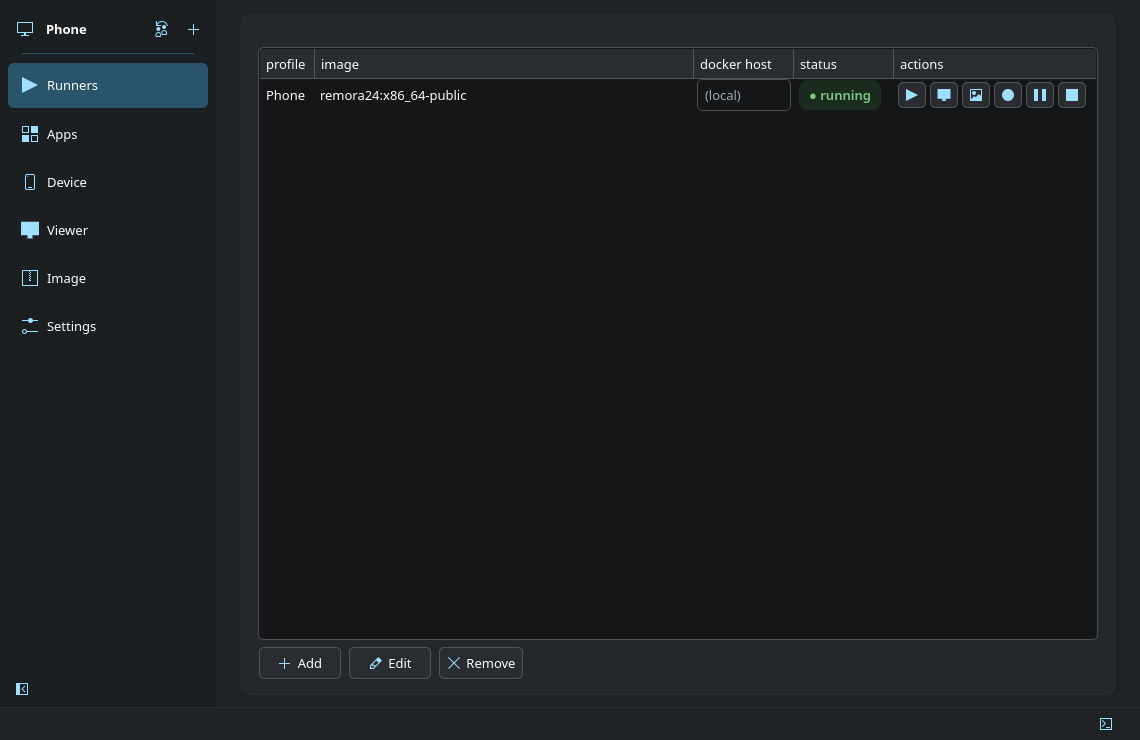 Phone
Runners
Apps
Device
Viewer
Image
Settings
profile image docker host status actions
Phone remora24:x86_64-public (local) ● running
Add Edit Remove